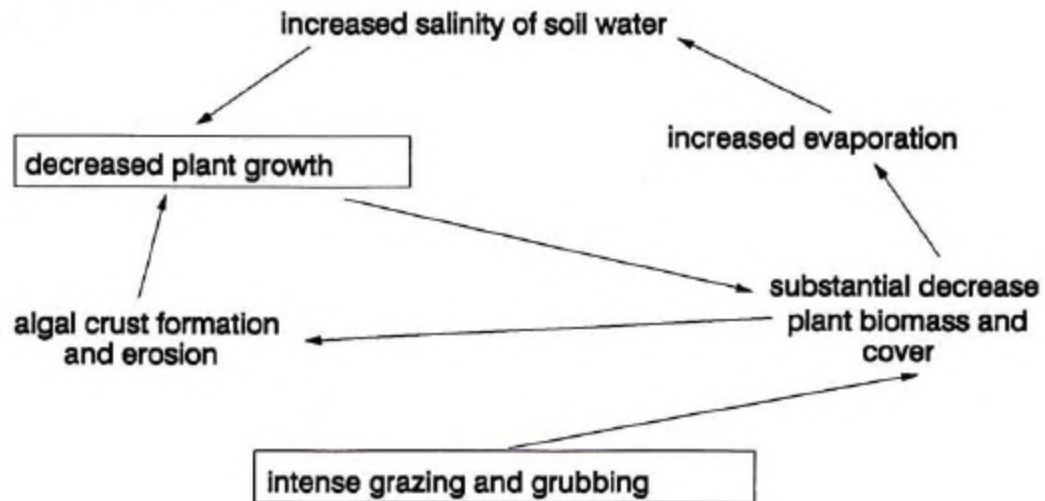 increased salinity of soil water
increased evaporation
decreased plant growth
substantial decrease
plant biomass and
cover
algal crust formation
and erosion
intense grazing and grubbing